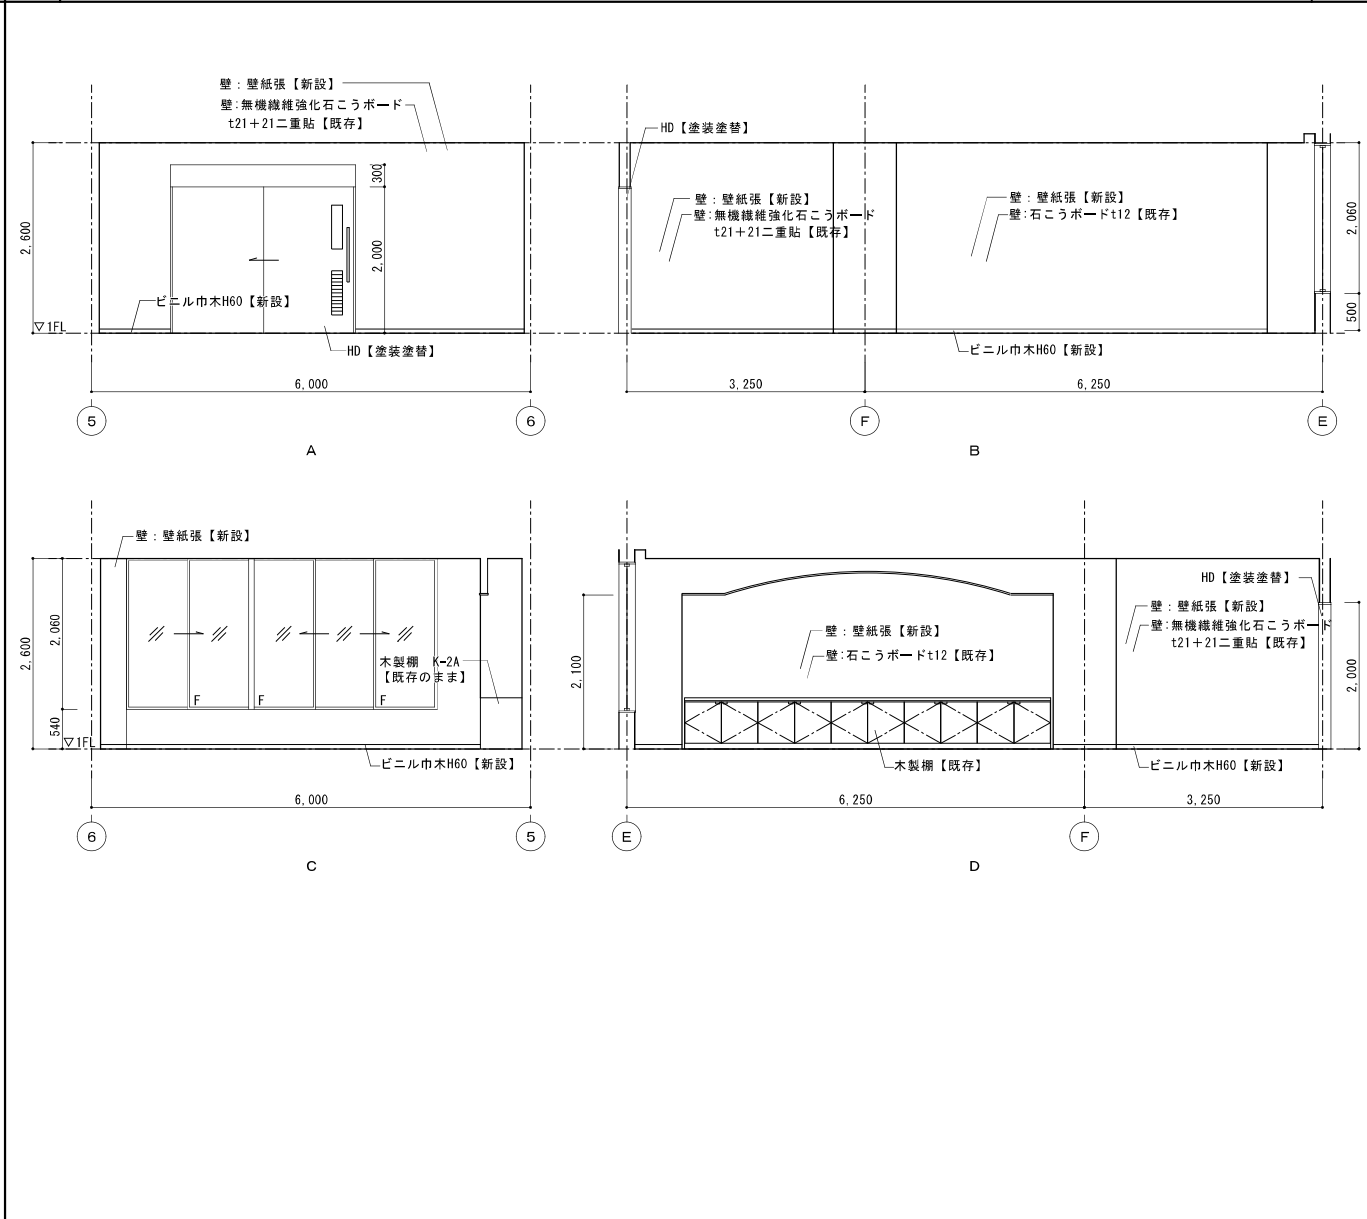 壁：壁紙張【新設】
壁:無機繊維強化石こうボード
t21＋21二重貼【既存】
300
2,000
2,600
▽1FL
ビニル巾木H60【新設】
HD【塗装塗替】
6,000
5
6
A
HD【塗装塗替】
壁：壁紙張【新設】
壁:無機繊維強化石こうボード
t21＋21二重貼【既存】
壁：壁紙張【新設】
壁:石こうボードt12【既存】
2,060
500
ビニル巾木H60【新設】
3,250
6,250
F
E
B
壁：壁紙張【新設】
2,600
2,060
540
▽1FL
F
F
F
木製棚 K-2A
【既存のまま】
ビニル巾木H60【新設】
6,000
6
5
C
2,100
壁：壁紙張【新設】
壁:石こうボードt12【既存】
木製棚【既存】
HD【塗装塗替】
壁：壁紙張【新設】
壁:無機繊維強化石こうボード
t21＋21二重貼【既存】
2,000
ビニル巾木H60【新設】
6,250
3,250
E
F
D